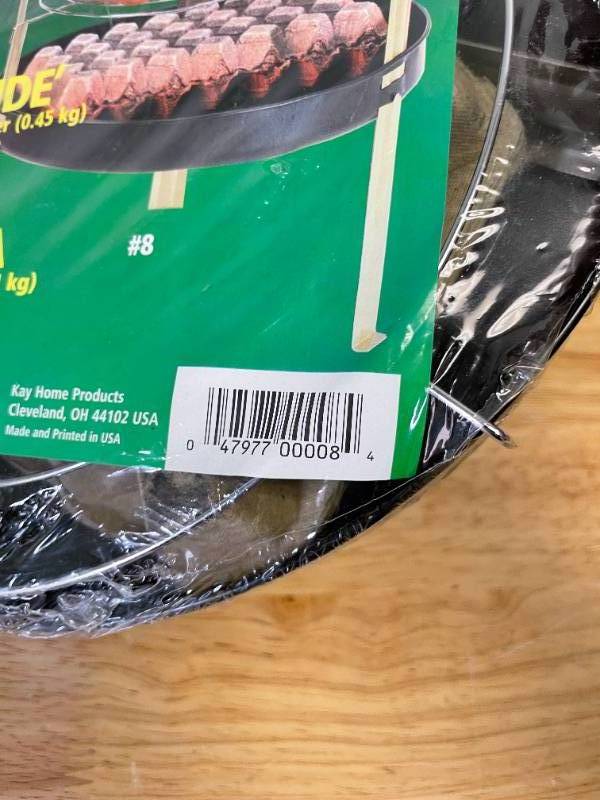 DE'
r (0.45 kg)
#8
kg)
Kay Home Products
Cleveland, OH 44102 USA
Made and Printed in USA
0 47977 00008 4